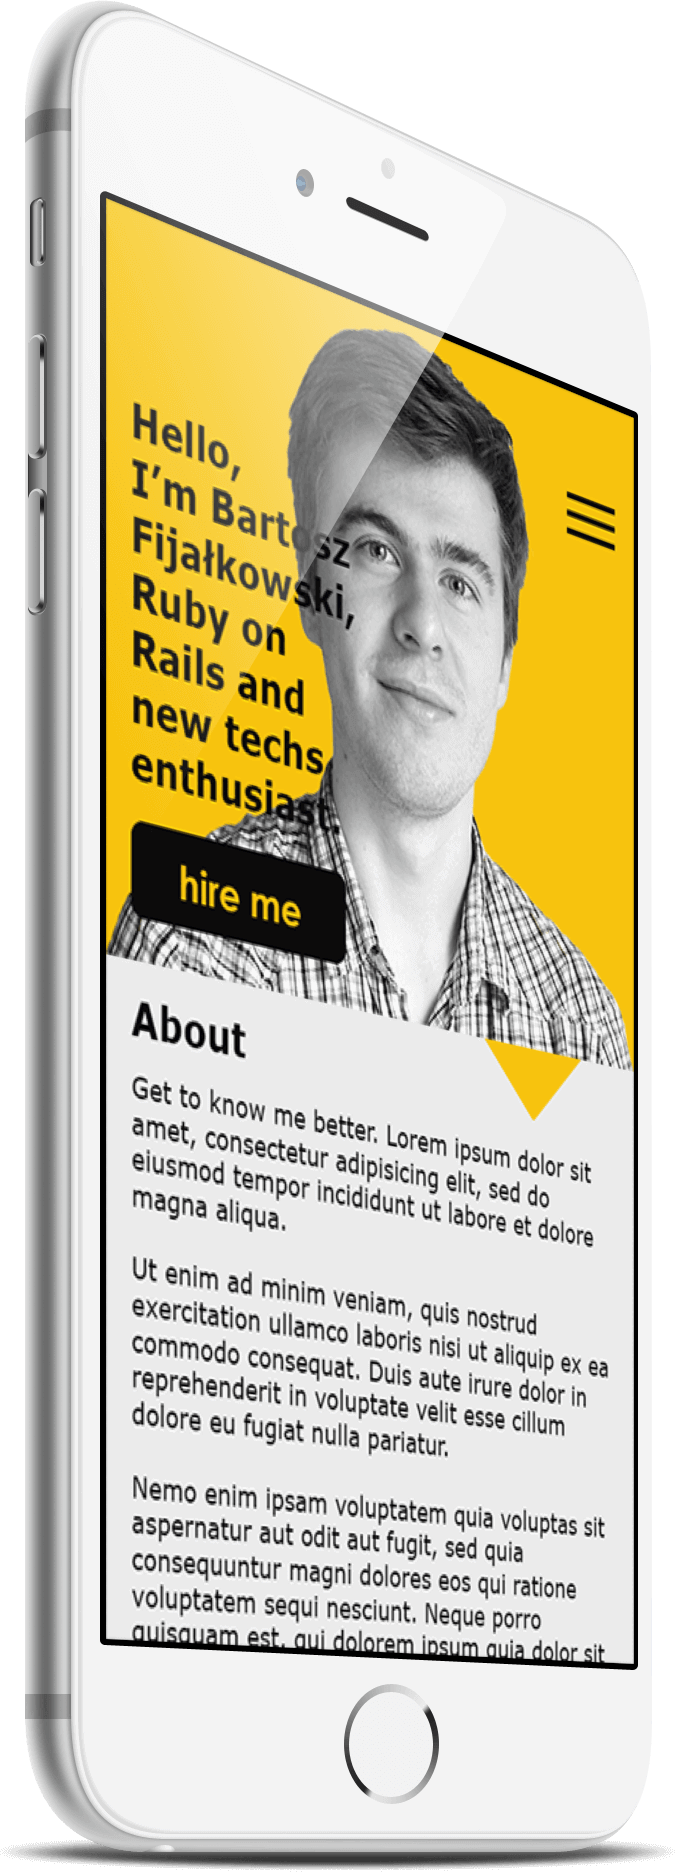 Hello,
I’m Bartosz
Fijałkowski,
Ruby on
Rails and
new techs
enthusiast.
hire me
About
Get to know me better. Lorem ipsum dolor sit
amet, consectetur adipisicing elit, sed do
eiusmod tempor incididunt ut labore et dolore
magna aliqua.
Ut enim ad minim veniam, quis nostrud
exercitation ullamco laboris nisi ut aliquip ex ea
commodo consequat. Duis aute irure dolor in
reprehenderit in voluptate velit esse cillum
dolore eu fugiat nulla pariatur.
Nemo enim ipsam voluptatem quia voluptas sit
aspernatur aut odit aut fugit, sed quia
consequuntur magni dolores eos qui ratione
voluptatem sequi nesciunt. Neque porro
quisquam est, qui dolorem ipsum quia dolor sit